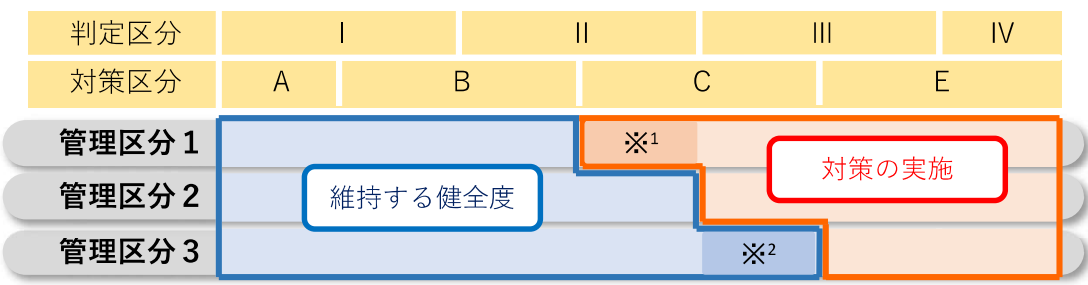 判定区分 Ⅰ Ⅱ Ⅲ Ⅳ
対策区分 A B C E
管理区分1 ※1
対策の実施
維持する健全度
管理区分2
管理区分3 ※2